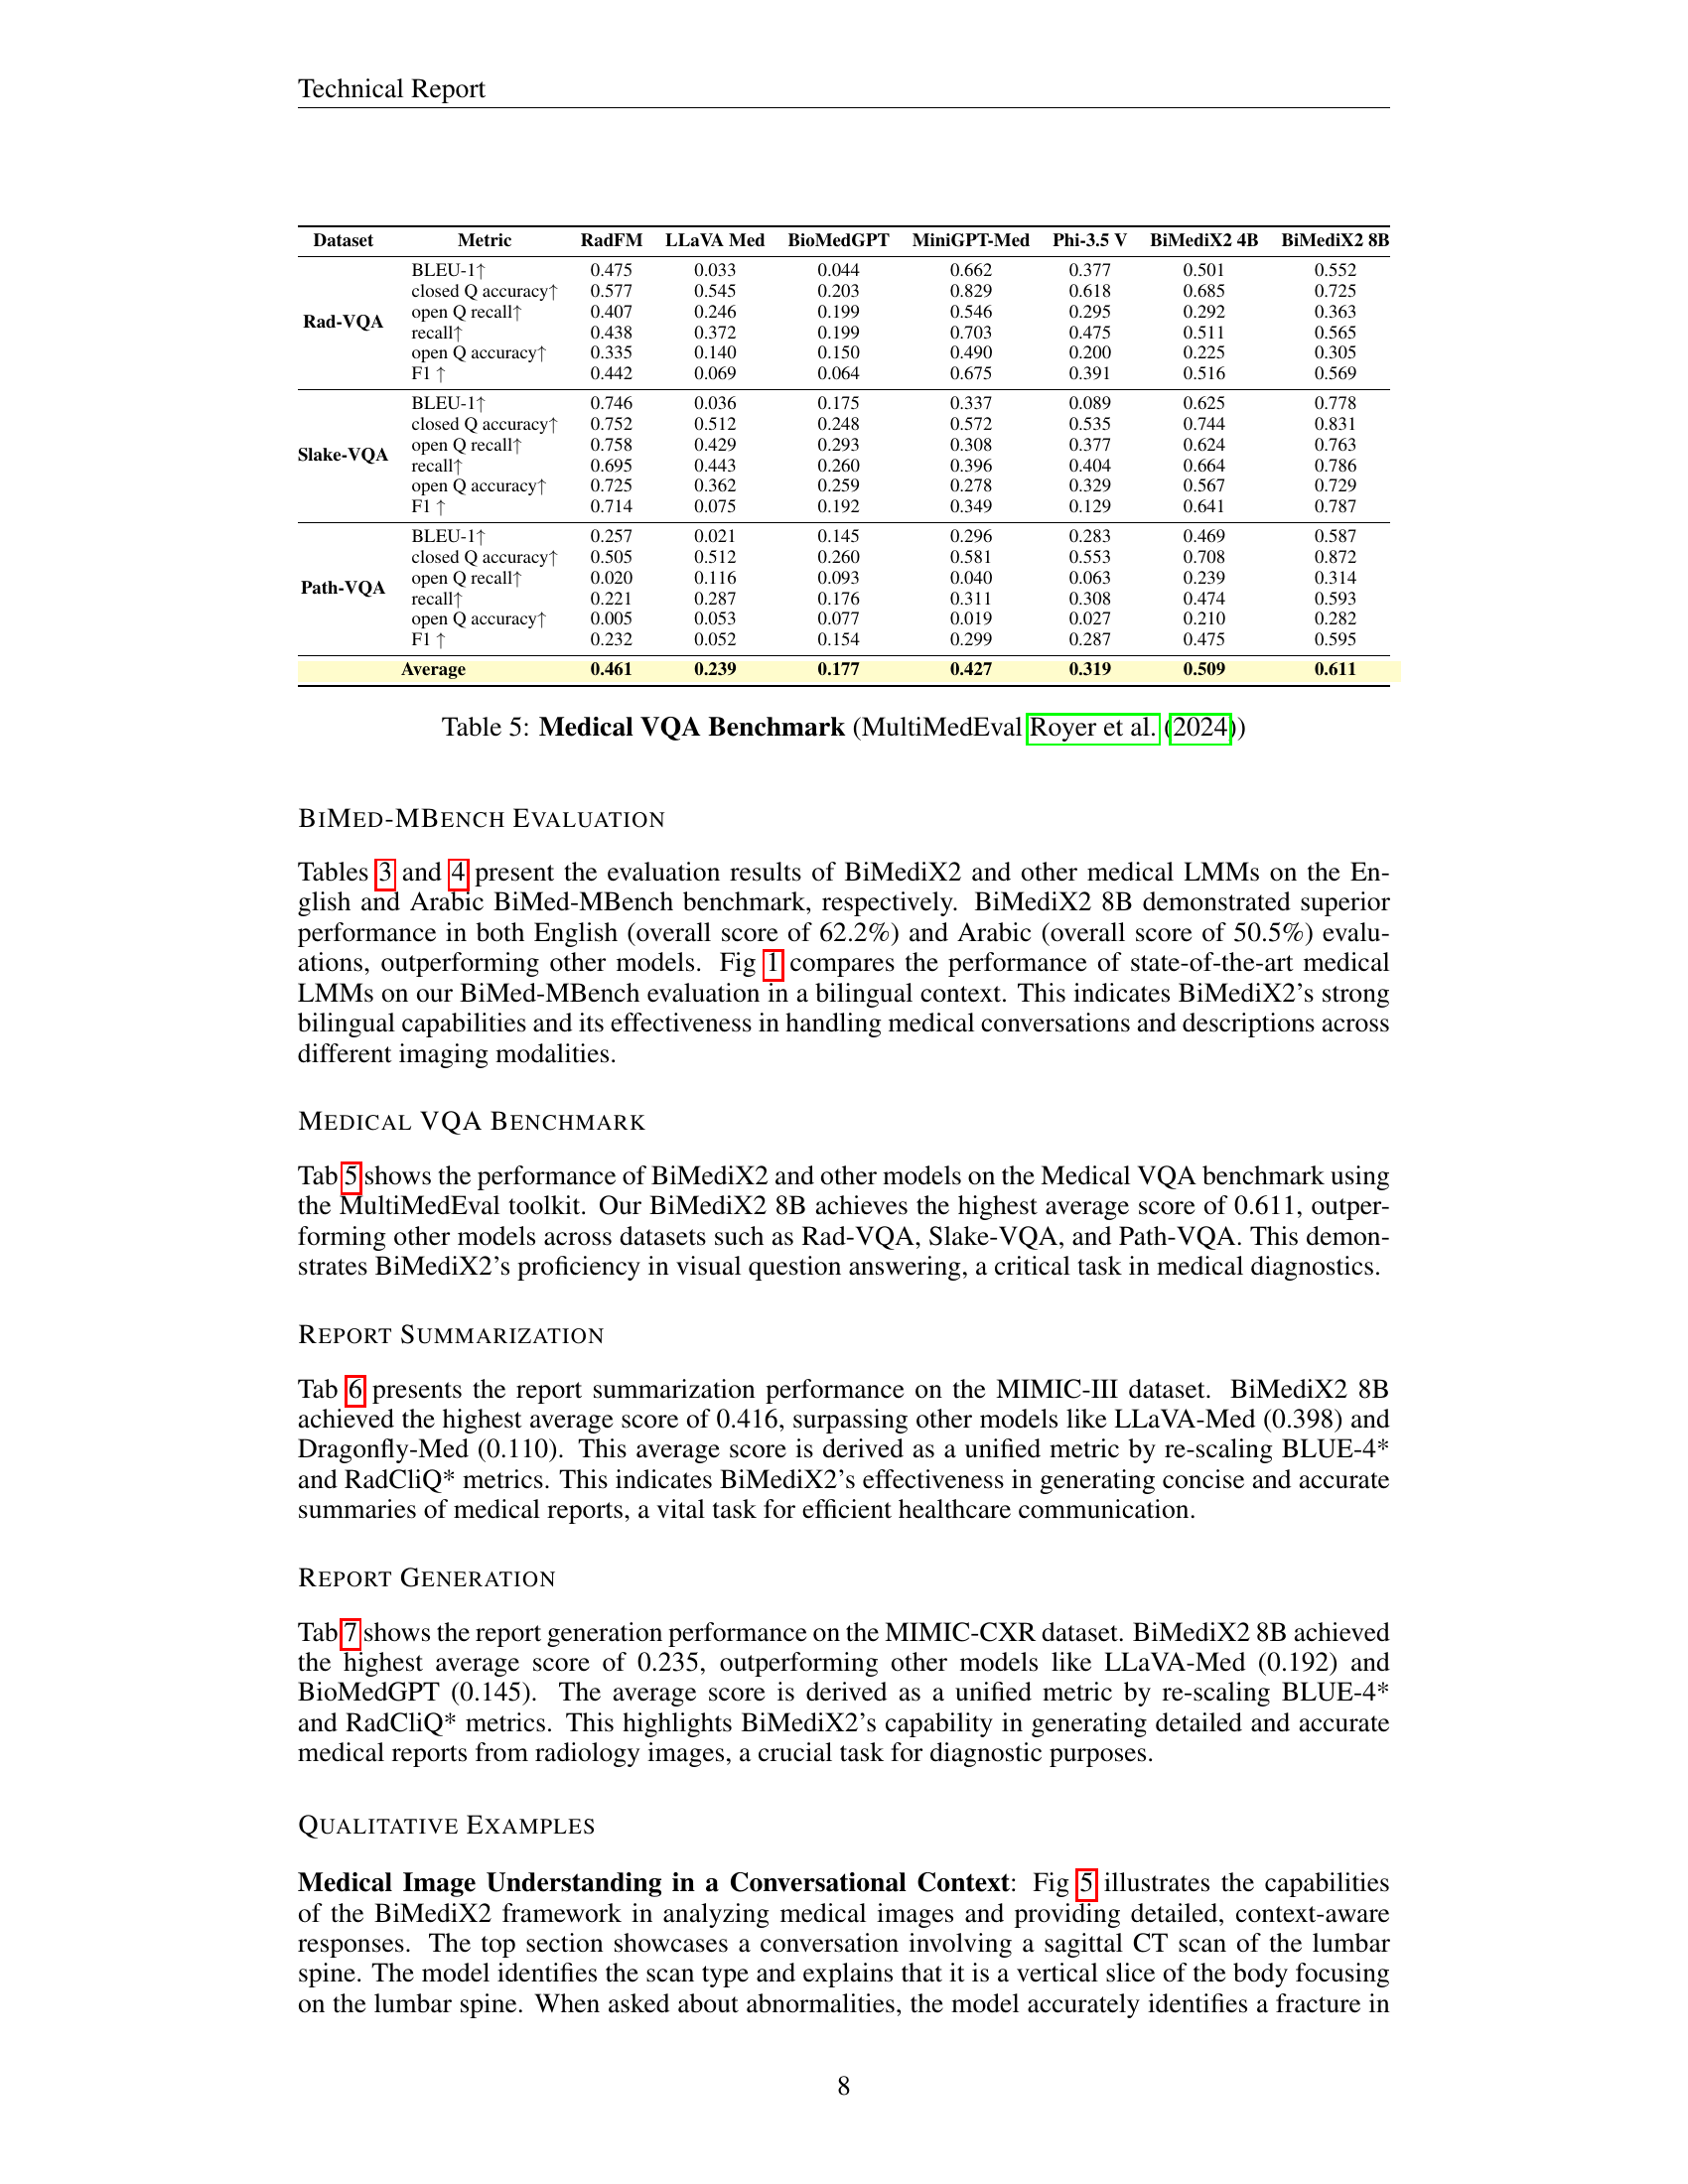 Technical Report
Dataset Metric RadFM LLaVA Med BioMedGPT MiniGPT-Med Phi-3.5 V BiMediX2 4B BiMediX2 8B
Rad-VQA
BLEU-1↑ 0.475 0.033 0.044 0.662 0.377 0.501 0.552
closed Q accuracy↑ 0.577 0.545 0.203 0.829 0.618 0.685 0.725
open Q recall↑ 0.407 0.246 0.199 0.546 0.295 0.292 0.363
recall↑ 0.438 0.372 0.199 0.703 0.475 0.511 0.565
open Q accuracy↑ 0.335 0.140 0.150 0.490 0.200 0.225 0.305
F1 ↑ 0.442 0.069 0.064 0.675 0.391 0.516 0.569
Slake-VQA
BLEU-1↑ 0.746 0.036 0.175 0.337 0.089 0.625 0.778
closed Q accuracy↑ 0.752 0.512 0.248 0.572 0.535 0.744 0.831
open Q recall↑ 0.758 0.429 0.293 0.308 0.377 0.624 0.763
recall↑ 0.695 0.443 0.260 0.396 0.404 0.664 0.786
open Q accuracy↑ 0.725 0.362 0.259 0.278 0.329 0.567 0.729
F1 ↑ 0.714 0.075 0.192 0.349 0.129 0.641 0.787
Path-VQA
BLEU-1↑ 0.257 0.021 0.145 0.296 0.283 0.469 0.587
closed Q accuracy↑ 0.505 0.512 0.260 0.581 0.553 0.708 0.872
open Q recall↑ 0.020 0.116 0.093 0.040 0.063 0.239 0.314
recall↑ 0.221 0.287 0.176 0.311 0.308 0.474 0.593
open Q accuracy↑ 0.005 0.053 0.077 0.019 0.027 0.210 0.282
F1 ↑ 0.232 0.052 0.154 0.299 0.287 0.475 0.595
Average 0.461 0.239 0.177 0.427 0.319 0.509 0.611
Table 5: Medical VQA Benchmark (MultiMedEval Royer et al. (2024))
BIMED-MBENCH EVALUATION
Tables 3 and 4 present the evaluation results of BiMediX2 and other medical LMMs on the En-
glish and Arabic BiMed-MBench benchmark, respectively. BiMediX2 8B demonstrated superior
performance in both English (overall score of 62.2%) and Arabic (overall score of 50.5%) evalu-
ations, outperforming other models. Fig 1 compares the performance of state-of-the-art medical
LMMs on our BiMed-MBench evaluation in a bilingual context. This indicates BiMediX2's strong
bilingual capabilities and its effectiveness in handling medical conversations and descriptions across
different imaging modalities.
MEDICAL VQA BENCHMARK
Tab 5 shows the performance of BiMediX2 and other models on the Medical VQA benchmark using
the MultiMedEval toolkit. Our BiMediX2 8B achieves the highest average score of 0.611, outper-
forming other models across datasets such as Rad-VQA, Slake-VQA, and Path-VQA. This demon-
strates BiMediX2's proficiency in visual question answering, a critical task in medical diagnostics.
REPORT SUMMARIZATION
Tab 6 presents the report summarization performance on the MIMIC-III dataset. BiMediX2 8B
achieved the highest average score of 0.416, surpassing other models like LLaVA-Med (0.398) and
Dragonfly-Med (0.110). This average score is derived as a unified metric by re-scaling BLUE-4*
and RadCliQ* metrics. This indicates BiMediX2's effectiveness in generating concise and accurate
summaries of medical reports, a vital task for efficient healthcare communication.
REPORT GENERATION
Tab 7 shows the report generation performance on the MIMIC-CXR dataset. BiMediX2 8B achieved
the highest average score of 0.235, outperforming other models like LLaVA-Med (0.192) and
BioMedGPT (0.145). The average score is derived as a unified metric by re-scaling BLUE-4*
and RadCliQ* metrics. This highlights BiMediX2's capability in generating detailed and accurate
medical reports from radiology images, a crucial task for diagnostic purposes.
QUALITATIVE EXAMPLES
Medical Image Understanding in a Conversational Context: Fig 5 illustrates the capabilities
of the BiMediX2 framework in analyzing medical images and providing detailed, context-aware
responses. The top section showcases a conversation involving a sagittal CT scan of the lumbar
spine. The model identifies the scan type and explains that it is a vertical slice of the body focusing
on the lumbar spine. When asked about abnormalities, the model accurately identifies a fracture in
8